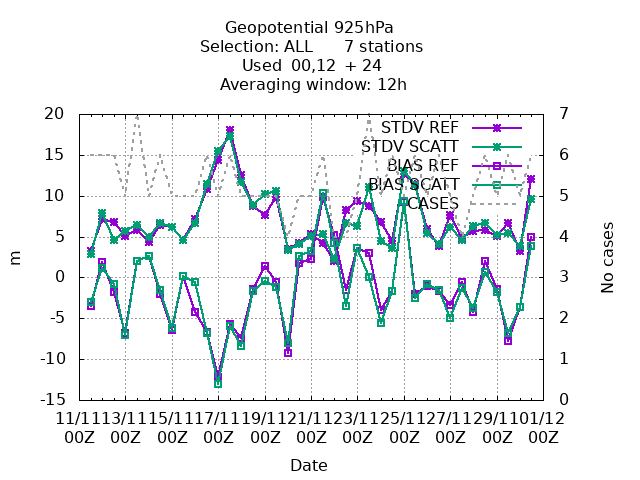 Geopotential 925hPa
Selection: ALL 7 stations
Used 00,12 + 24
Averaging window: 12h
20
15
10
5
0
-5
-10
-15
m
7
6
5
4
3
2
1
0
No cases
STDV REF
STDV SCATT
BIAS REF
BIAS SCATT
CASES
11/11 13/11 15/11 17/11 19/11 21/11 23/11 25/11 27/11 29/11 01/12
00Z 00Z 00Z 00Z 00Z 00Z 00Z 00Z 00Z 00Z 00Z
Date